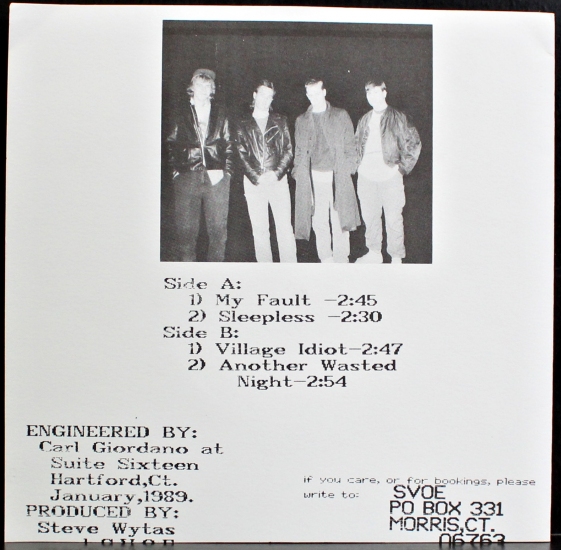 Side A:
1) My Fault -2:45
2) Sleepless -2:30
Side B:
1) Village Idiot-2:47
2) Another Wasted
Night-2:54
ENGINEERED BY:
Carl Giordano at
Suite Sixteen
Hartford,Ct.
January,1989.
PRODUCED BY:
Steve Wytas
if you care, or for bookings, please
write to:
SVOE
PO BOX 331
MORRIS,CT.
06763